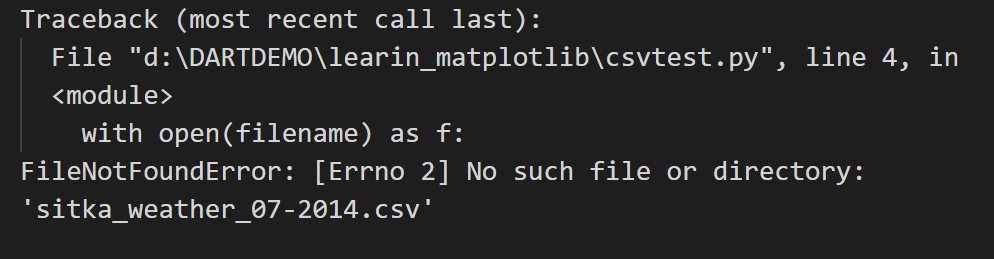 Traceback (most recent call last):
File "d:\DARTDEMO\learin_matplotlib\csvtest.py", line 4, in
<module>
with open(filename) as f:
FileNotFoundError: [Errno 2] No such file or directory:
'sitka_weather_07-2014.csv'